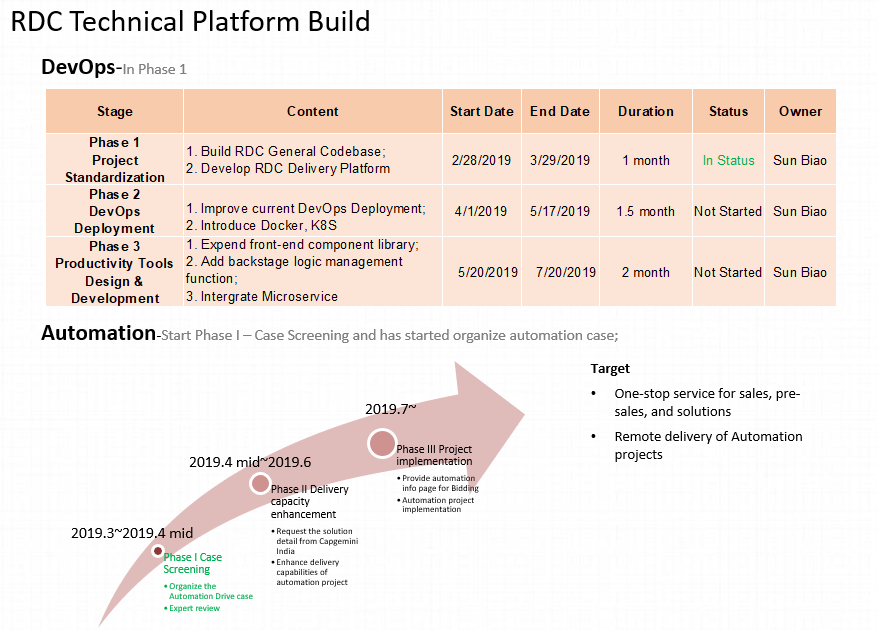 RDC Technical Platform Build
DevOps-In Phase 1
Stage Content Start Date End Date Duration Status Owner
Phase 1
Project
Standardization
1. Build RDC General Codebase;
2. Develop RDC Delivery Platform
2/28/2019 3/29/2019 1 month In Status Sun Biao
Phase 2
DevOps
Deployment
1. Improve current DevOps Deployment;
2. Introduce Docker, K8S
4/1/2019 5/17/2019 1.5 month Not Started Sun Biao
Phase 3
Productivity Tools
Design &
Development
1. Expend front-end component library;
2. Add backstage logic management
function;
3. Intergrate Microservice
5/20/2019 7/20/2019 2 month Not Started Sun Biao
Automation-Start Phase I – Case Screening and has started organize automation case;
2019.3~2019.4 mid
Phase I Case
Screening
• Organize the
Automation Drive case
• Expert review
2019.4 mid~2019.6
Phase II Delivery
capacity
enhancement
• Request the solution
detail from Capgemini
India
• Enhance delivery
capabilities of
automation project
2019.7~
Phase III Project
implementation
• Provide automation
info page for Bidding
• Automation project
implementation
Target
• One-stop service for sales, pre-
sales, and solutions
• Remote delivery of Automation
projects